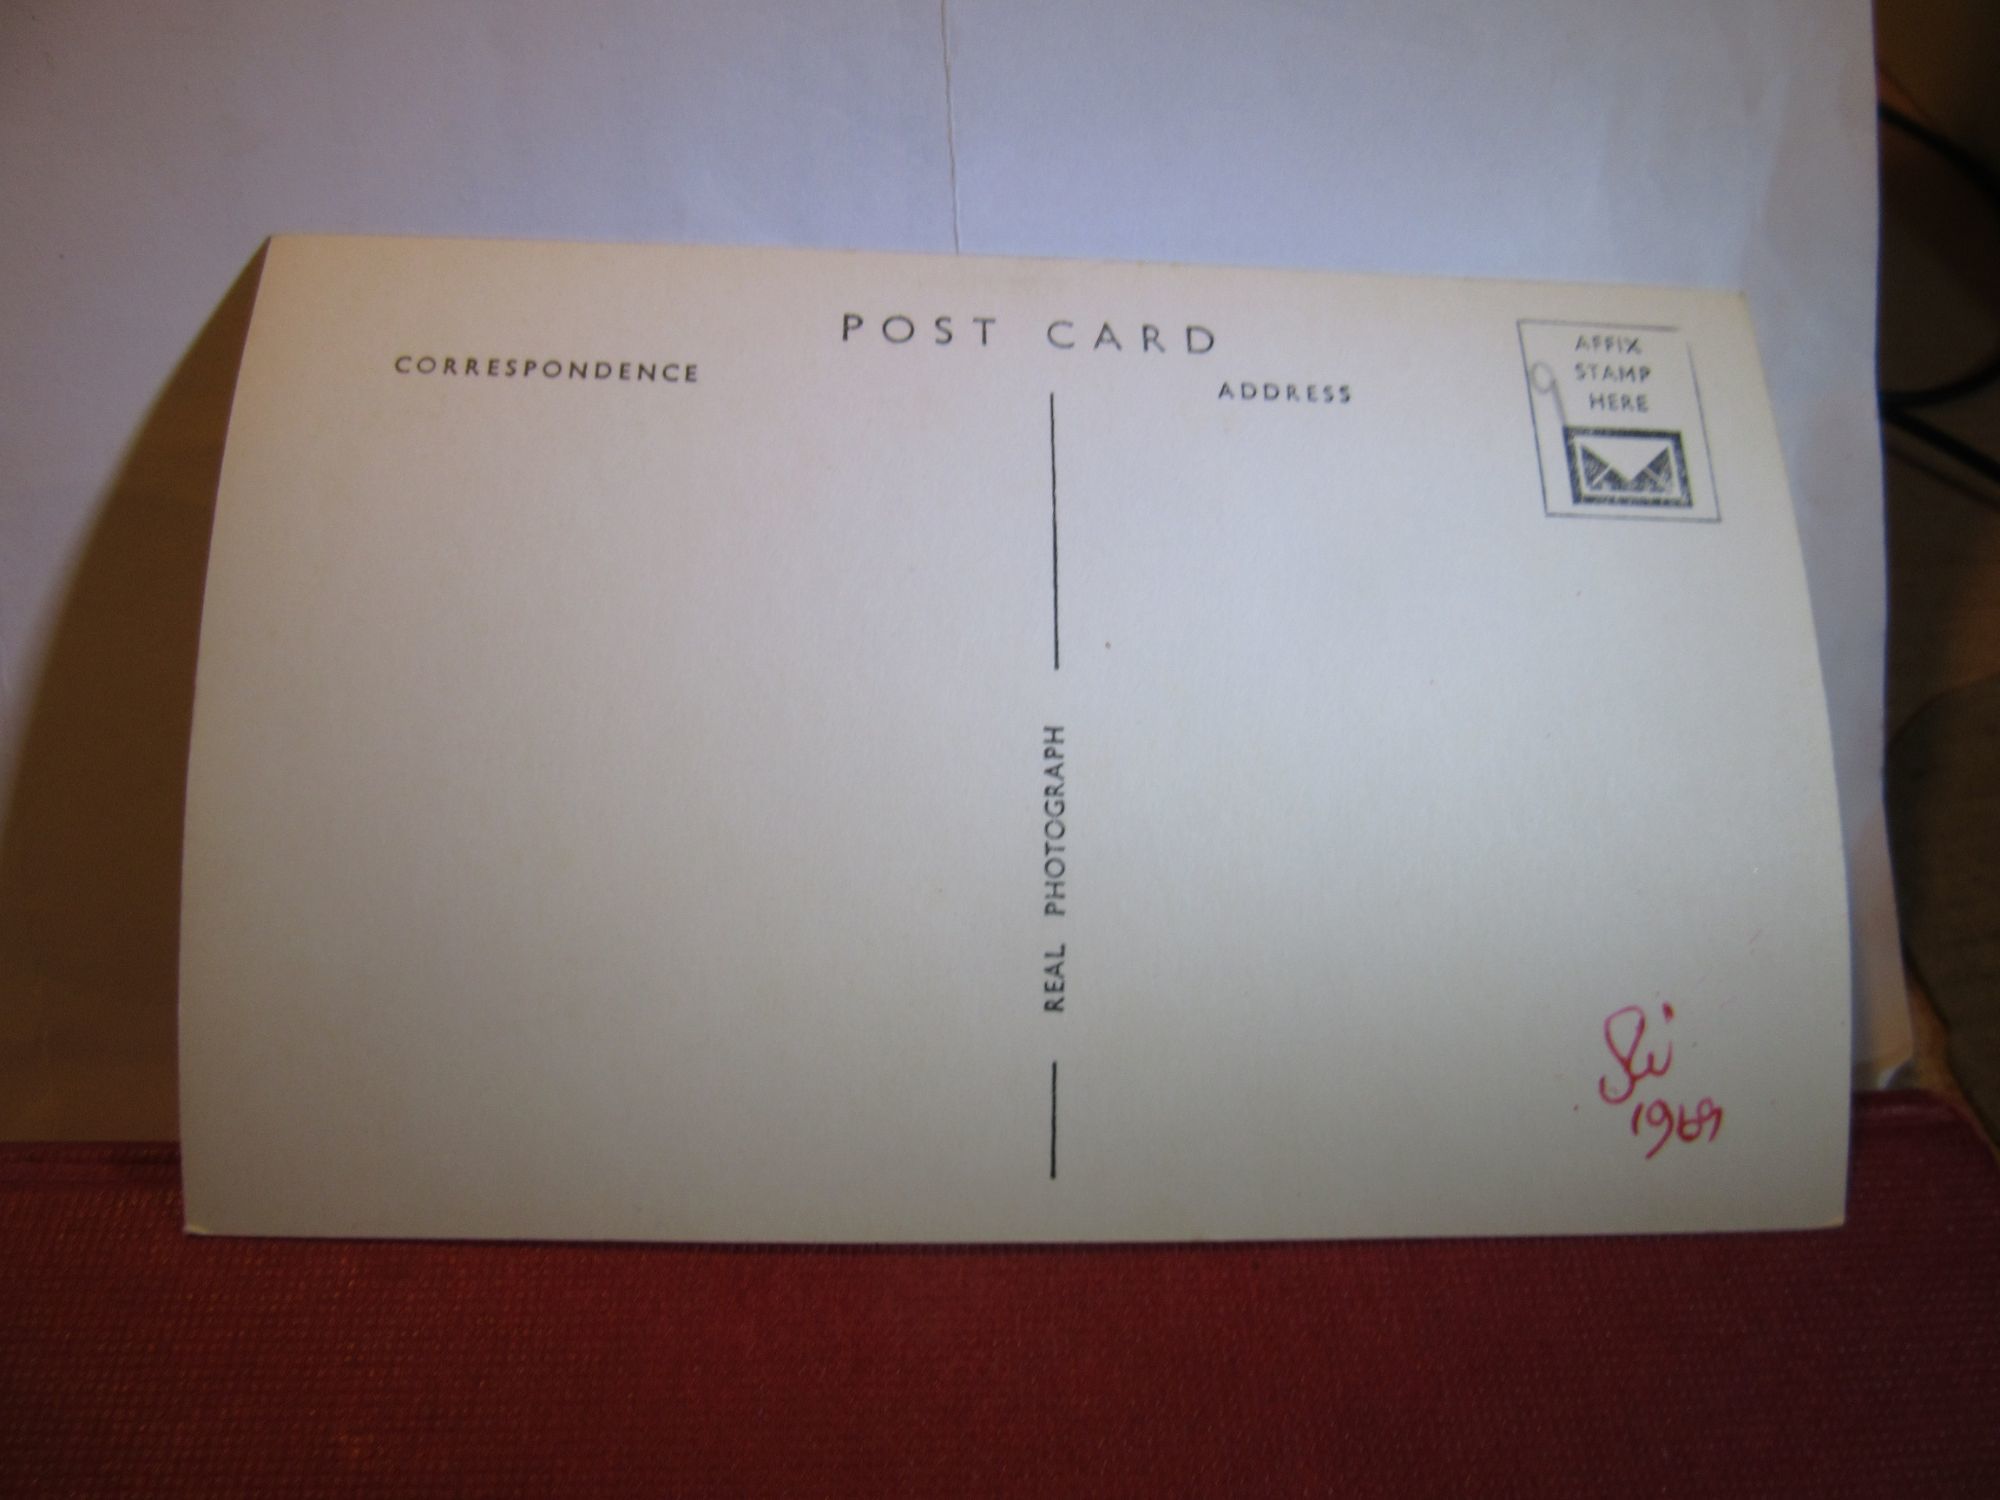 POST CARD
CORRESPONDENCE
ADDRESS
AFFIX
STAMP
HERE
REAL PHOTOGRAPH
1969